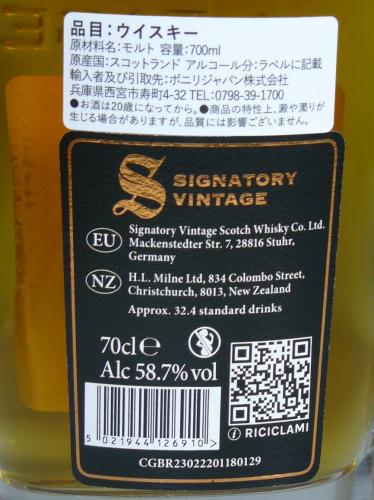 品目：ウイスキー
原材料名：モルト 容量：700ml
原産国：スコットランド アルコール分：ラベルに記載
輸入者及び引取先：ボニリジャパン株式会社
兵庫県西宮市寿町4-32 TEL:0798-39-1700
●お酒は20歳になってから。●商品の特性上、澱や濁りが
生じる場合がありますが、品質には影響ございません。
S SIGNATORY
VINTAGE
EU Signatory Vintage Scotch Whisky Co. Ltd.
Mackenstedter Str. 7, 28816 Stuhr,
Germany
NZ H.L. Milne Ltd, 834 Colombo Street,
Christchurch, 8013, New Zealand
Approx. 32.4 standard drinks
70cl e
Alc 58.7% vol
5 021944 126910 >
i RICICLAMI
CGBR23022201180129